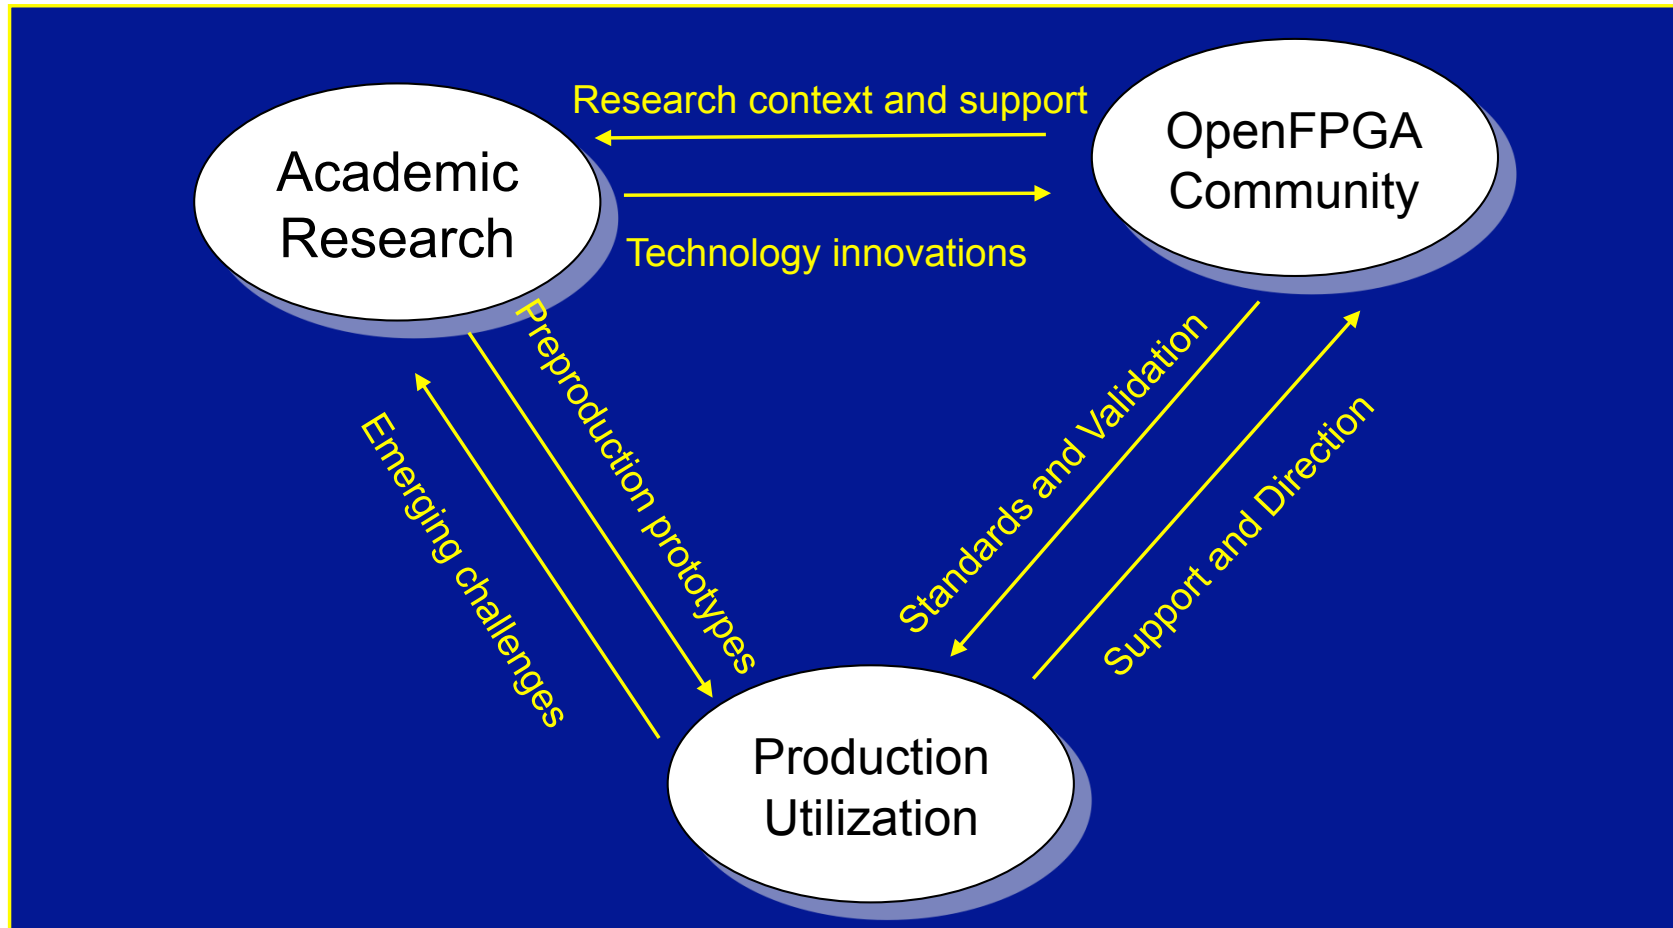 Research context and support
OpenFPGA
Community
Academic
Research
Technology innovations
Preproduction prototypes
Emerging challenges
Standards and Validation
Support and Direction
Production
Utilization